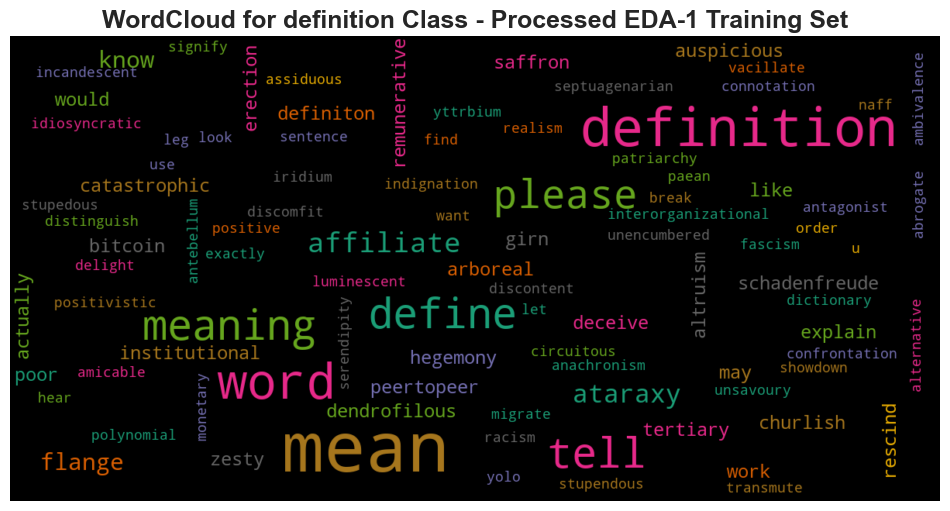 WordCloud for definition Class - Processed EDA-1 Training Set
signify
know
incandescent
would
idiosyncratic
leg
look
use
erection
assiduous
definiton
sentence
remunerative
saffron
septuagenarian
auspicious
vacillate
connotation
naff
ambivalence
yttrbium
find
realism
definition
patriarchy
paean
catastrophic
iridium
indignation
please
break
like
stupedous
distinguish
antebellum
discomfit
positive
want
interorganizational
antagonist
abrogate
bitcoin
exactly
affiliate
girn
unencumbered
order
fascism
u
delight
arboreal
luminescent
discontent
altruism
schadenfreude
dictionary
actually
positivistic
meaning
serendipity
define
let
deceive
explain
alternative
institutional
hegemony
circuitous
anachronism
confrontation
showdown
poor
amicable
word
peertopeer
may
unsavoury
hear
monetary
dendrofilous
ataraxy
migrate
churlish
polynomial
mean
racism
tell
tertiary
rescind
flange
zesty
yolo
stupendous
work
transmute